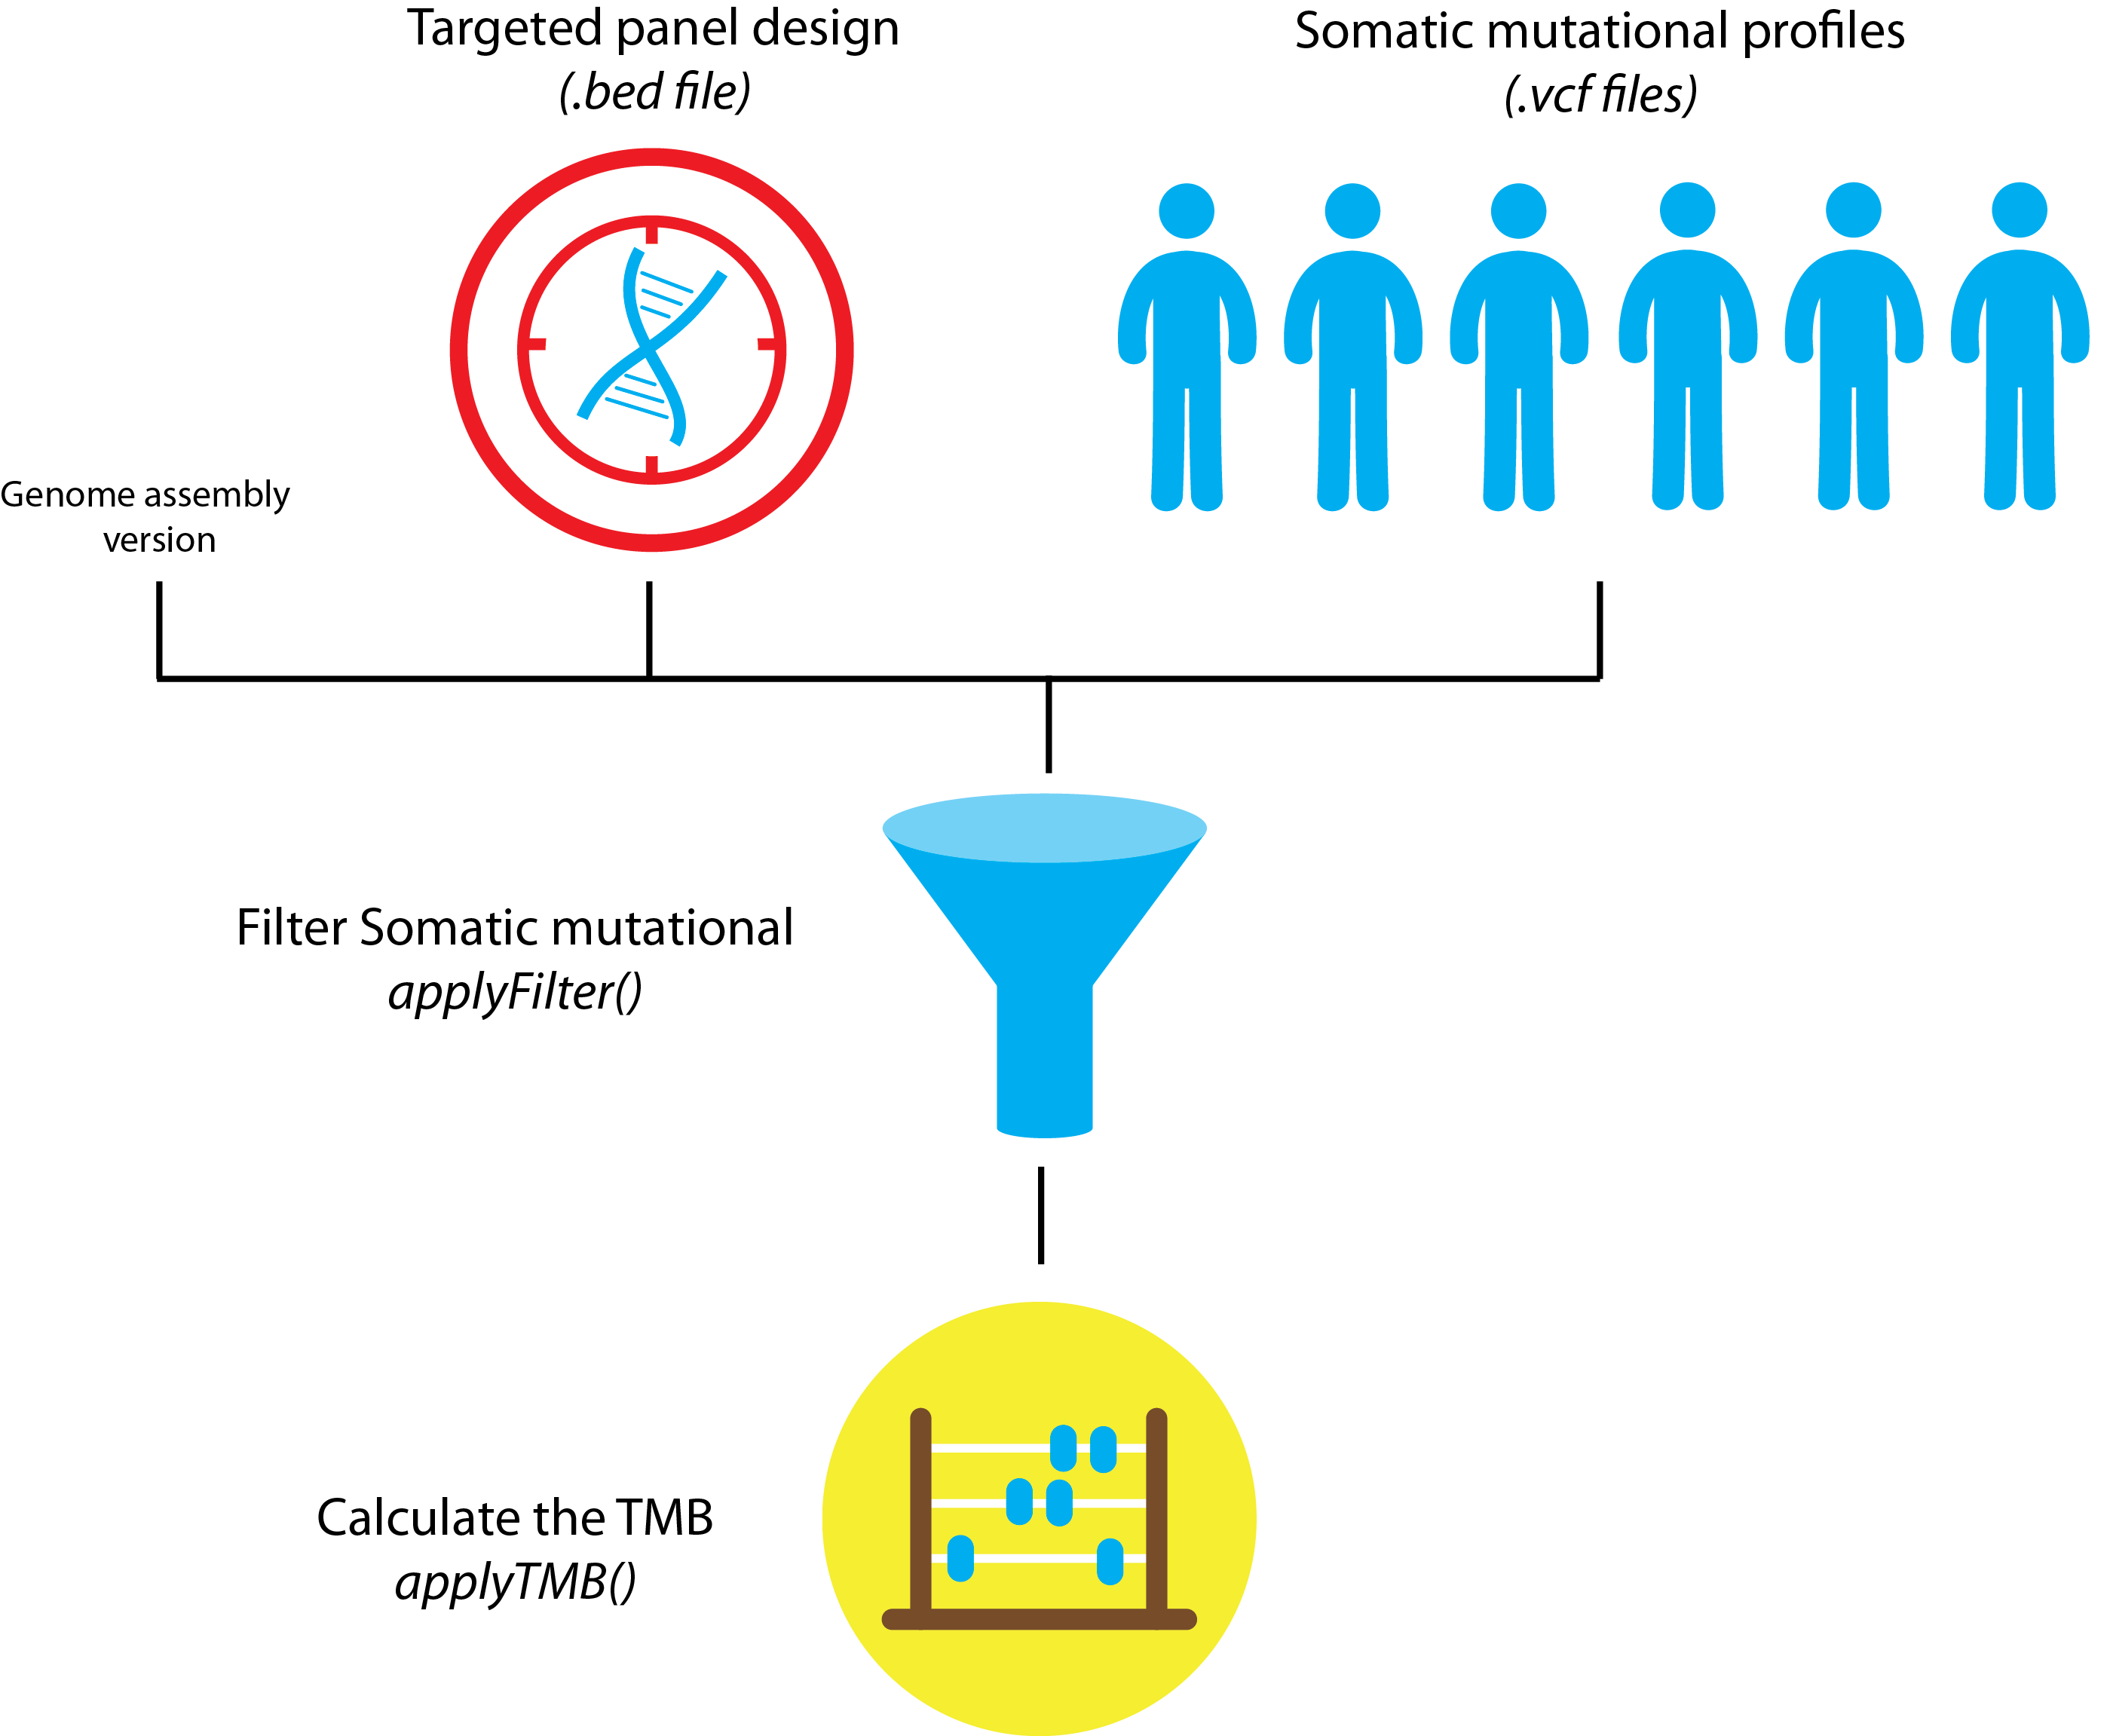 Targeted panel design
(.bed file)
Somatic mutational profiles
(.vcf files)
Genome assembly
version
Filter Somatic mutational
applyFilter()
Calculate the TMB
applyTMB()